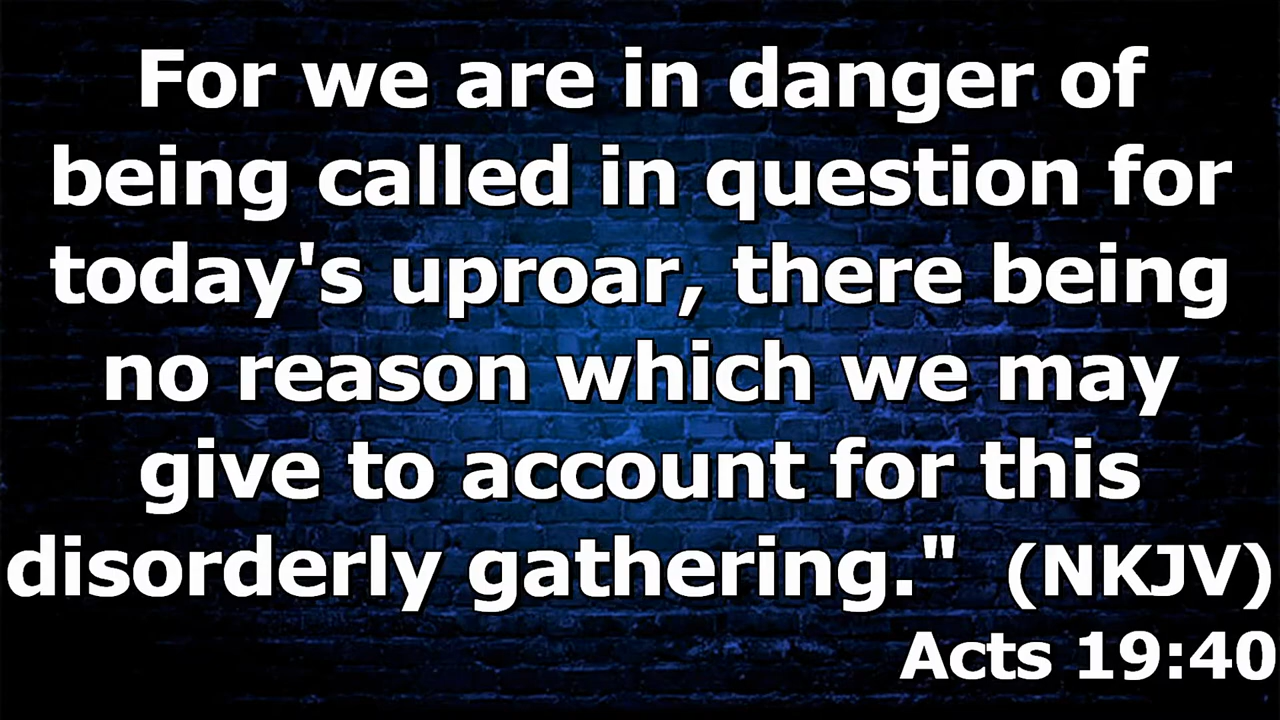 For we are in danger of
being called in question for
today's uproar, there being
no reason which we may
give to account for this
disorderly gathering." (NKJV)
Acts 19:40